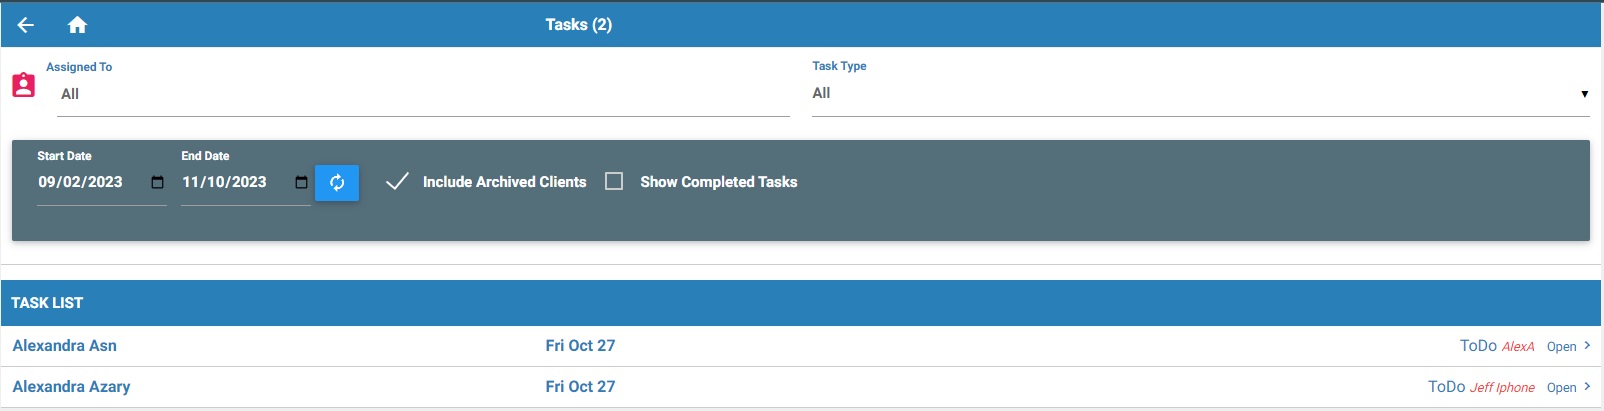 Tasks (2)
Assigned To
All
Task Type
All
Start Date
09/02/2023
End Date
11/10/2023
Include Archived Clients
Show Completed Tasks
TASK LIST
Alexandra Asn Fri Oct 27 ToDo AlexA Open
Alexandra Azary Fri Oct 27 ToDo Jeff Iphone Open